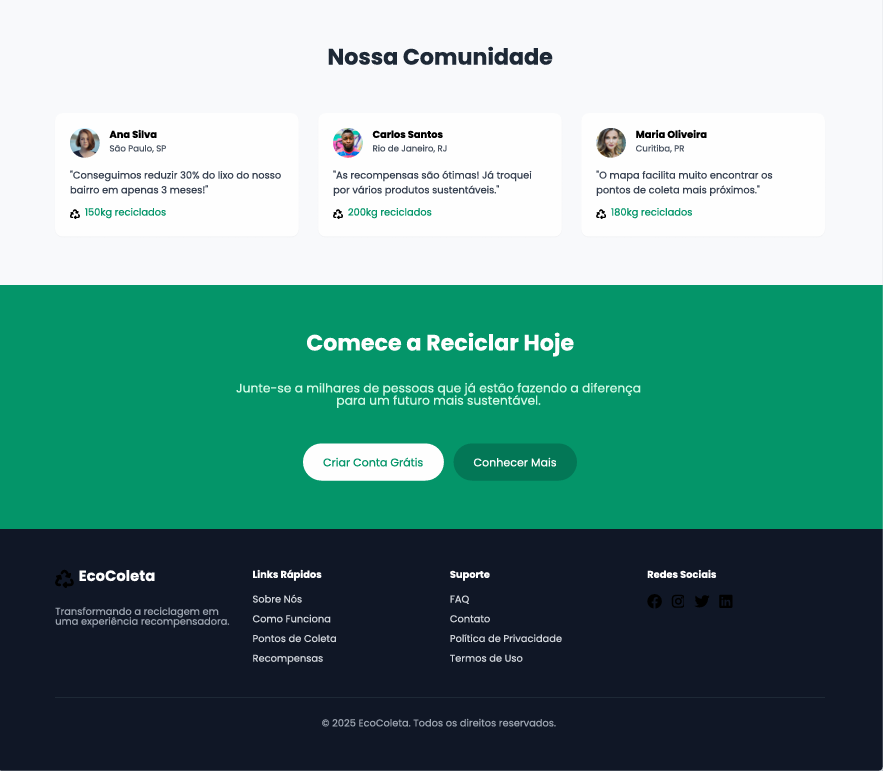 Nossa Comunidade
Ana Silva
São Paulo, SP
"Conseguimos reduzir 30% do lixo do nosso
bairro em apenas 3 meses!"
150kg reciclados
Carlos Santos
Rio de Janeiro, RJ
"As recompensas são ótimas! Já troquei
por vários produtos sustentáveis."
200kg reciclados
Maria Oliveira
Curitiba, PR
"O mapa facilita muito encontrar os
pontos de coleta mais próximos."
180kg reciclados
Comece a Reciclar Hoje
Junte-se a milhares de pessoas que já estão fazendo a diferença
para um futuro mais sustentável.
Criar Conta Grátis
Conhecer Mais
EcoColeta
Transformando a reciclagem em
uma experiência recompensadora.
Links Rápidos
Sobre Nós
Como Funciona
Pontos de Coleta
Recompensas
Suporte
FAQ
Contato
Política de Privacidade
Termos de Uso
Redes Sociais
© 2025 EcoColeta. Todos os direitos reservados.